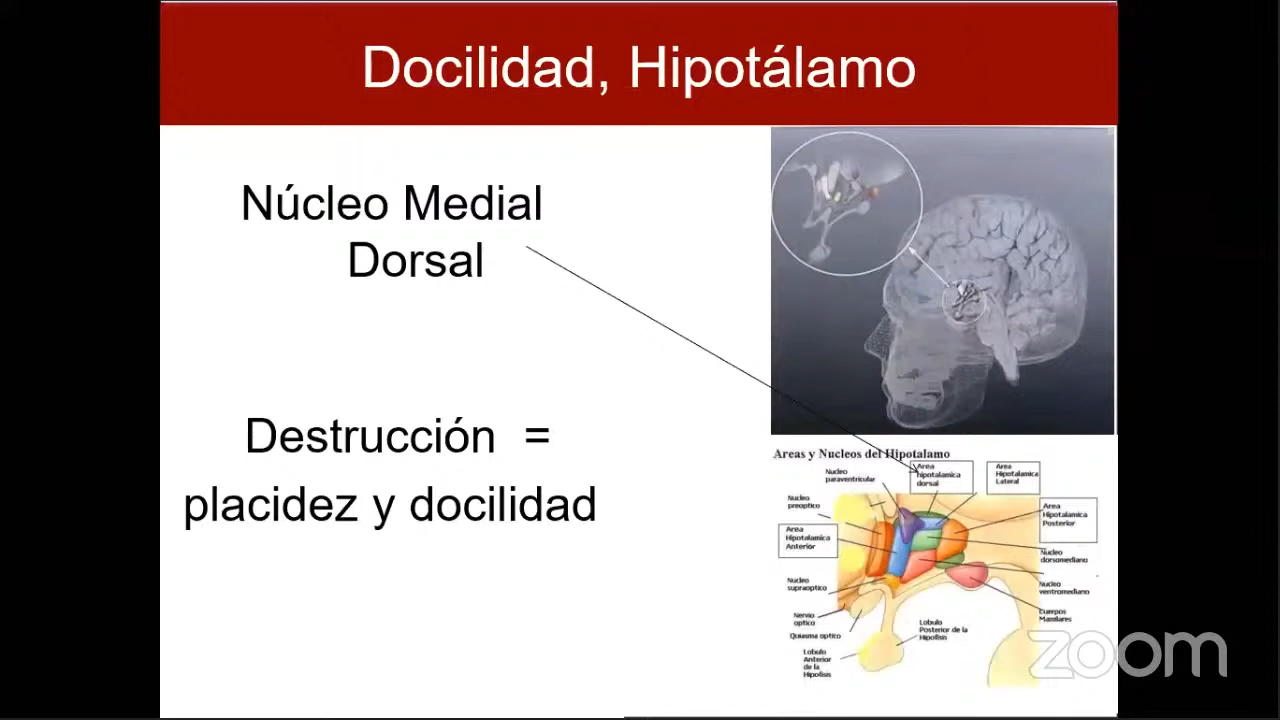 Docilidad, Hipotálamo
Núcleo Medial
Dorsal
Destrucción =
placidez y docilidad
Areas y Nucleos del Hipotalamo
Nucleo
paraventricular
Area
hipotalamica
dorsal
Area
Hipotalamica
Lateral
Nucleo
preoptico
Area
Hipotalamica
Posterior
Area
Hipotalamica
Anterior
Nucleo
dorsomediano
Nucleo
supraoptico
Nucleo
ventromediano
Nervio
optico
Cuerpos
Mamilares
Quiasma optico
Lobulo
Posterior de la
Hipofisis
Lobulo
Anterior
de la
Hipofisis
zoom